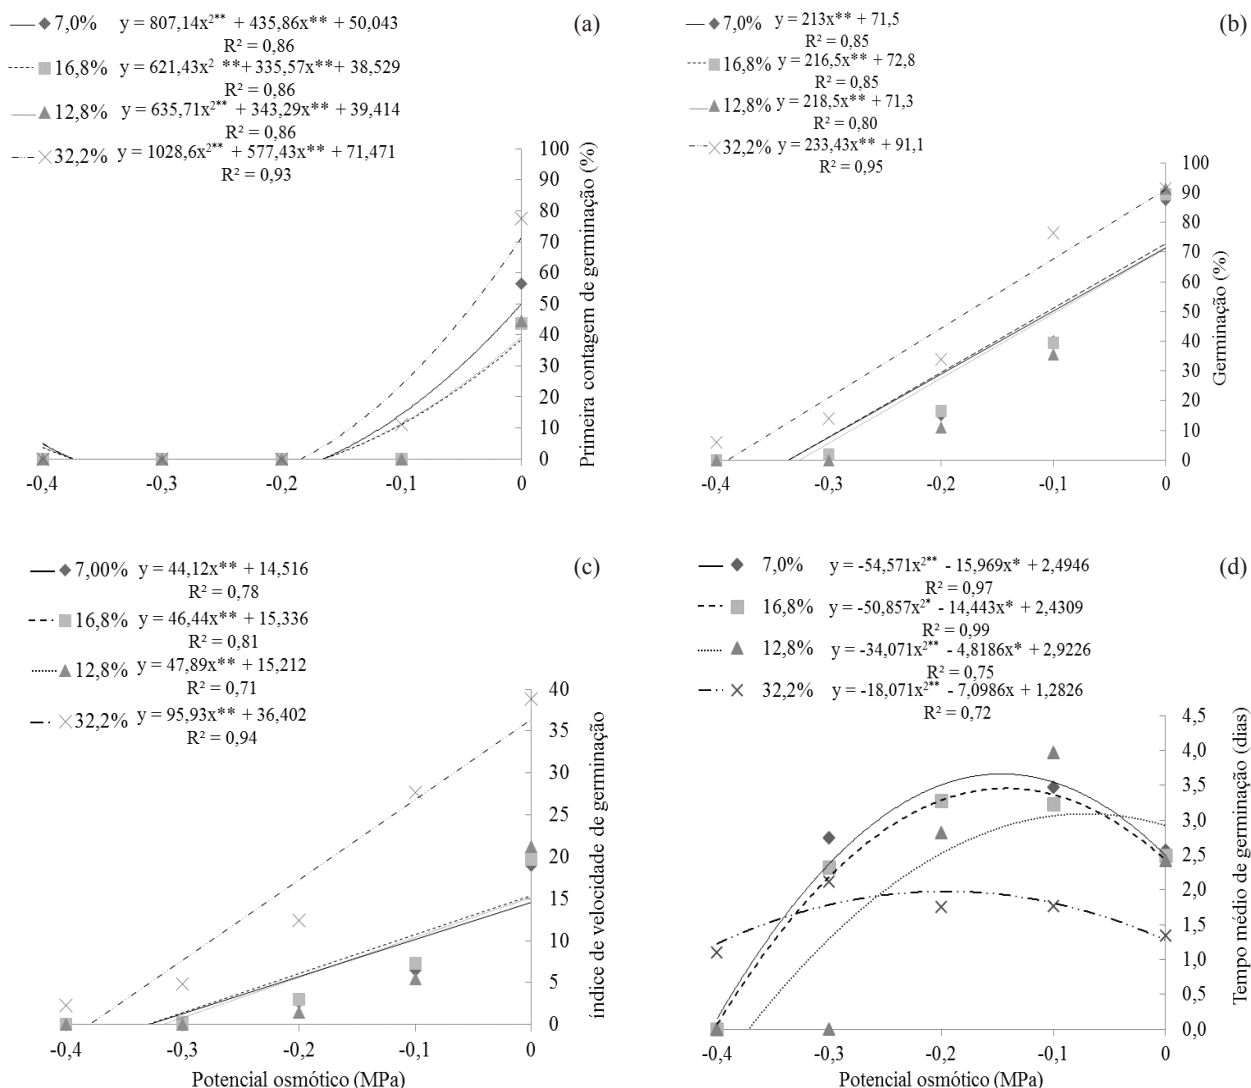 7,0% y = 807,14x²** + 435,86x** + 50,043
R² = 0,86
16,8% y = 621,43x² **+ 335,57x**+ 38,529
R² = 0,86
12,8% y = 635,71x²** + 343,29x** + 39,414
R² = 0,86
32,2% y = 1028,6x²** + 577,43x** + 71,471
R² = 0,93
(a)
100
90
80
70
60
50
40
30
20
10
0
Primeira contagem de germinação (%)
-0,4 -0,3 -0,2 -0,1 0
7,0% y = 213x** + 71,5
R² = 0,85
16,8% y = 216,5x** + 72,8
R² = 0,85
12,8% y = 218,5x** + 71,3
R² = 0,80
32,2% y = 233,43x** + 91,1
R² = 0,95
(b)
100
90
80
70
60
50
40
30
20
10
0
Germinação (%)
-0,4 -0,3 -0,2 -0,1 0
7,00% y = 44,12x** + 14,516
R² = 0,78
16,8% y = 46,44x** + 15,336
R² = 0,81
12,8% y = 47,89x** + 15,212
R² = 0,71
32,2% y = 95,93x** + 36,402
R² = 0,94
(c)
40
35
30
25
20
15
10
5
0
índice de velocidade de germinação
-0,4 -0,3 -0,2 -0,1 0
Potencial osmótico (MPa)
7,0% y = -54,571x²** - 15,969x* + 2,4946
R² = 0,97
16,8% y = -50,857x²* - 14,443x* + 2,4309
R² = 0,99
12,8% y = -34,071x²** - 4,8186x* + 2,9226
R² = 0,75
32,2% y = -18,071x²** - 7,0986x + 1,2826
R² = 0,72
(d)
4,5
4,0
3,5
3,0
2,5
2,0
1,5
1,0
0,5
0,0
Tempo médio de germinação (dias)
-0,4 -0,3 -0,2 -0,1 0
Potencial osmótico (MPa)